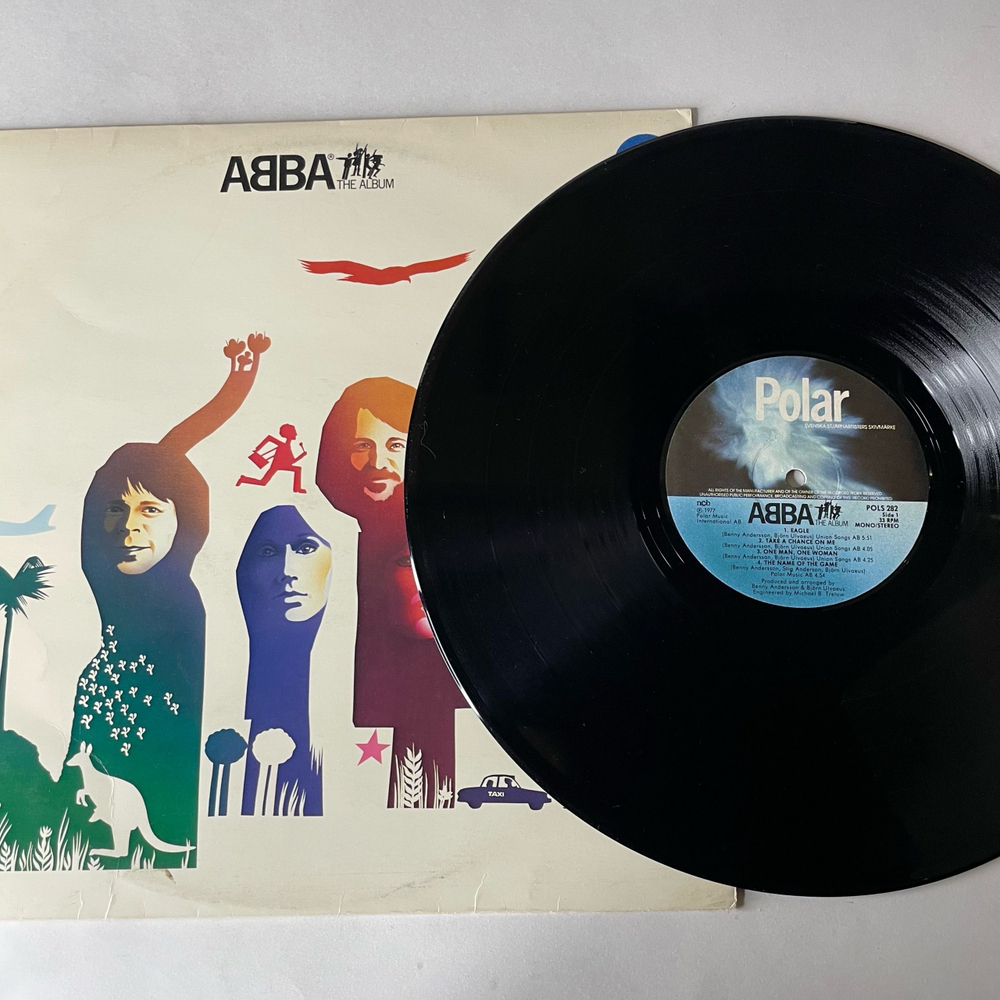 ABBA®
THE ALBUM
TAXI
Polar
SVENSKA STJÄRNARTISTERS SKIVMÄRKE
ALL RIGHTS OF THE MANUFACTURER AND OF THE OWNER OF THE RECORDED WORK RESERVED.
UNAUTHORISED PUBLIC PERFORMANCE, BROADCASTING AND COPYING OF THIS RECORD PROHIBITED.
ncb
℗ 1977
Polar Music
International AB
ABBA
THE ALBUM
POLS 282
Side 1
33 RPM
MONO/STEREO
1. EAGLE
(Benny Andersson, Björn Ulvaeus) Union Songs AB 5.51
2. TAKE A CHANCE ON ME
(Benny Andersson, Björn Ulvaeus) Union Songs AB 4.05
3. ONE MAN, ONE WOMAN
(Benny Andersson, Björn Ulvaeus) Union Songs AB 4.25
4. THE NAME OF THE GAME
(Benny Andersson, Stig Anderson, Björn Ulvaeus)
Polar Music AB 4.54
Produced and arranged by
Benny Andersson & Björn Ulvaeus
Engineered by Michael B. Tretow